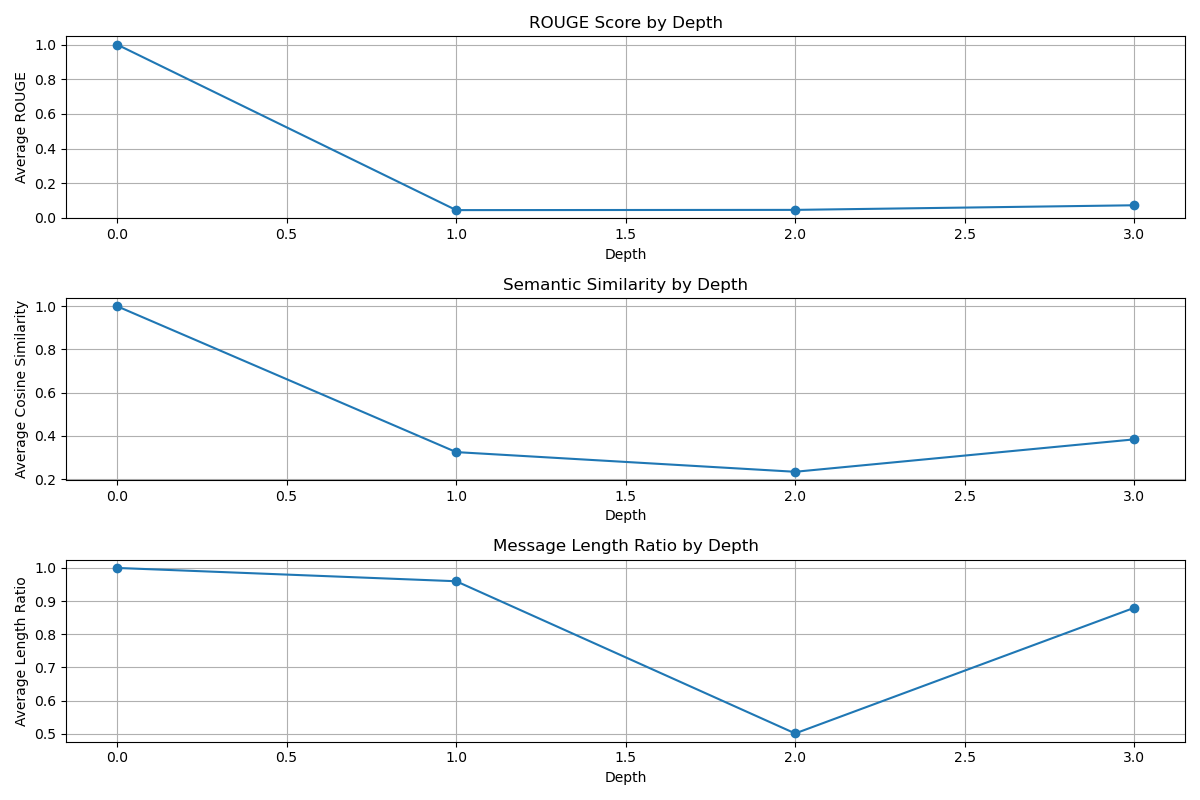 ROUGE Score by Depth
Average ROUGE
1.0
0.8
0.6
0.4
0.2
0.0
0.0 0.5 1.0 1.5 2.0 2.5 3.0
Depth
Semantic Similarity by Depth
Average Cosine Similarity
1.0
0.8
0.6
0.4
0.2
0.0 0.5 1.0 1.5 2.0 2.5 3.0
Depth
Message Length Ratio by Depth
Average Length Ratio
1.0
0.9
0.8
0.7
0.6
0.5
0.0 0.5 1.0 1.5 2.0 2.5 3.0
Depth